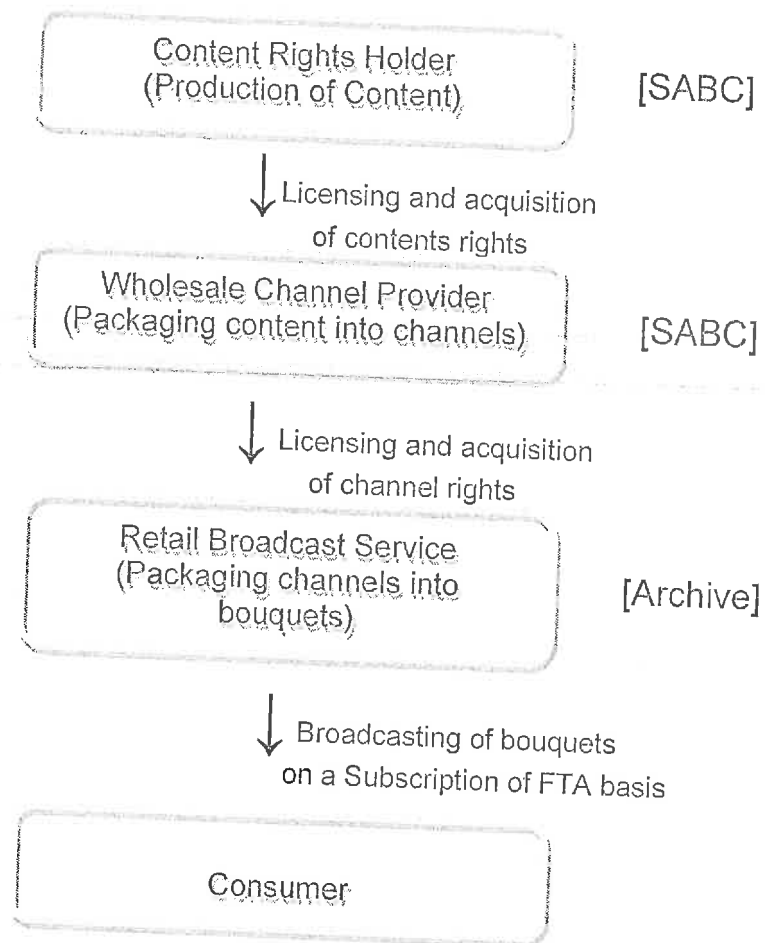 Content Rights Holder
(Production of Content)
[SABC]
Licensing and acquisition
of contents rights
Wholesale Channel Provider
(Packaging content into channels)
[SABC]
Licensing and acquisition
of channel rights
Retail Broadcast Service
(Packaging channels into
bouquets)
[Archive]
Broadcasting of bouquets
on a Subscription of FTA basis
Consumer